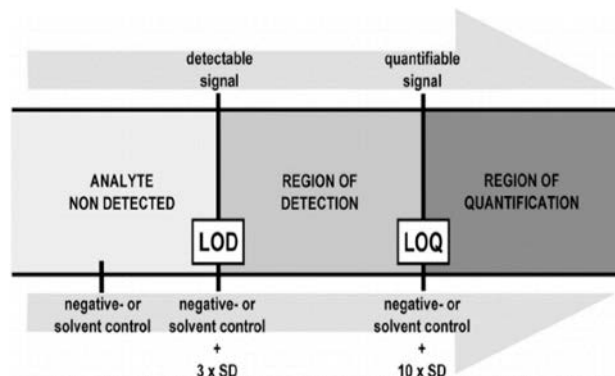 detectable
signal
quantifiable
signal
ANALYTE
NON DETECTED
REGION OF
DETECTION
REGION OF
QUANTIFICATION
LOD
LOQ
negative- or
solvent control
negative- or
solvent control
+
3 x SD
negative- or
solvent control
+
10 x SD